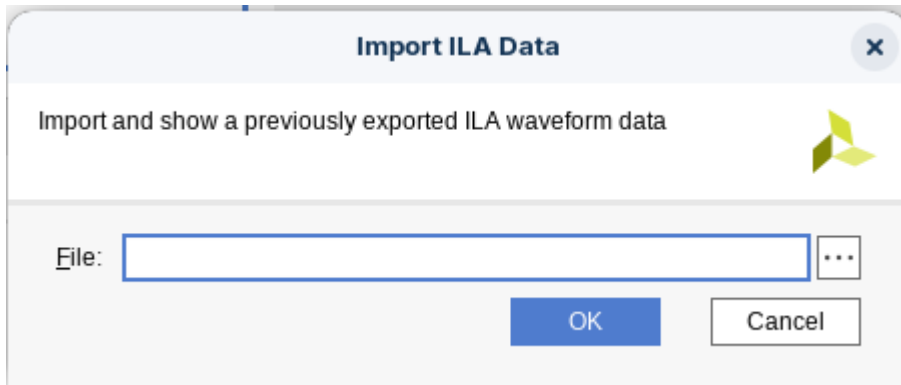 Import ILA Data
Import and show a previously exported ILA waveform data
File:
...
OK
Cancel